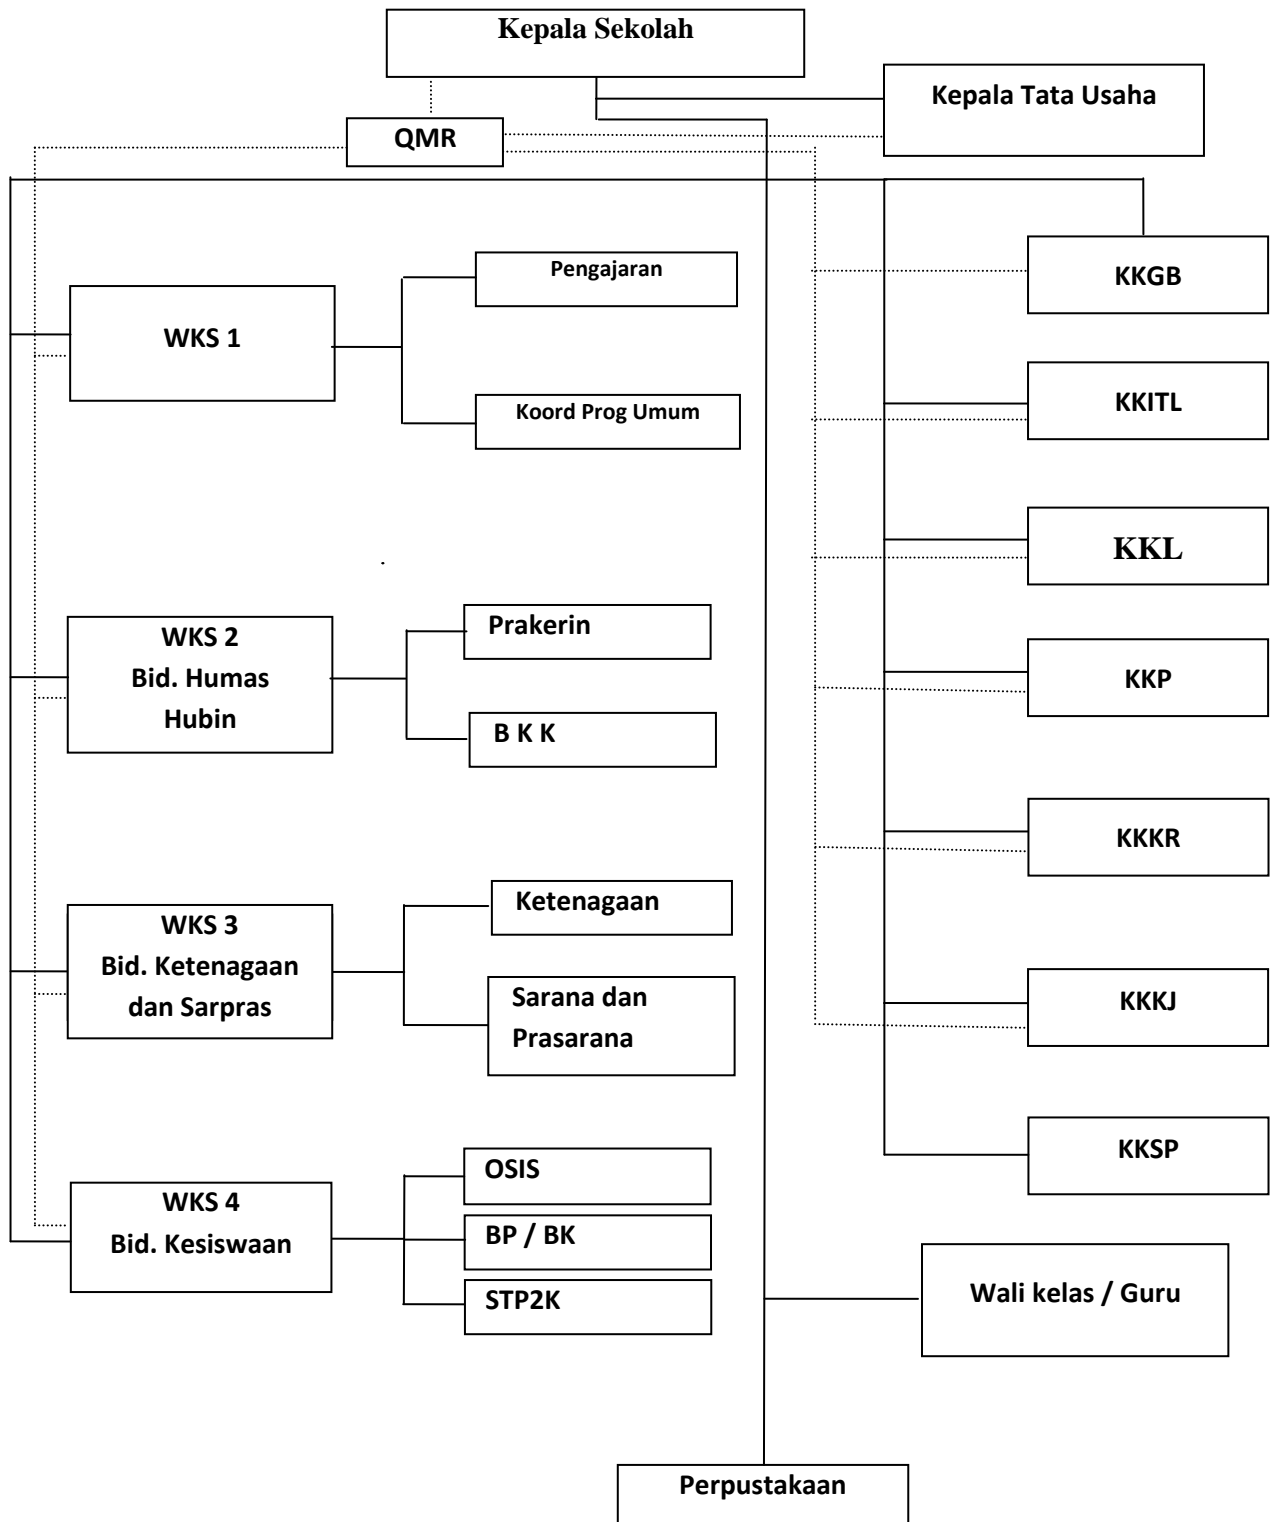 Kepala Sekolah
Kepala Tata Usaha
QMR
Pengajaran
KKGB
WKS 1
KKITL
Koord Prog Umum
KKL
Prakerin
WKS 2
Bid. Humas
Hubin
KKP
B K K
KKKR
Ketenagaan
WKS 3
Bid. Ketenagaan
dan Sarpras
Sarana dan
Prasarana
KKKJ
KKSP
OSIS
WKS 4
Bid. Kesiswaan
BP / BK
STP2K
Wali kelas / Guru
Perpustakaan